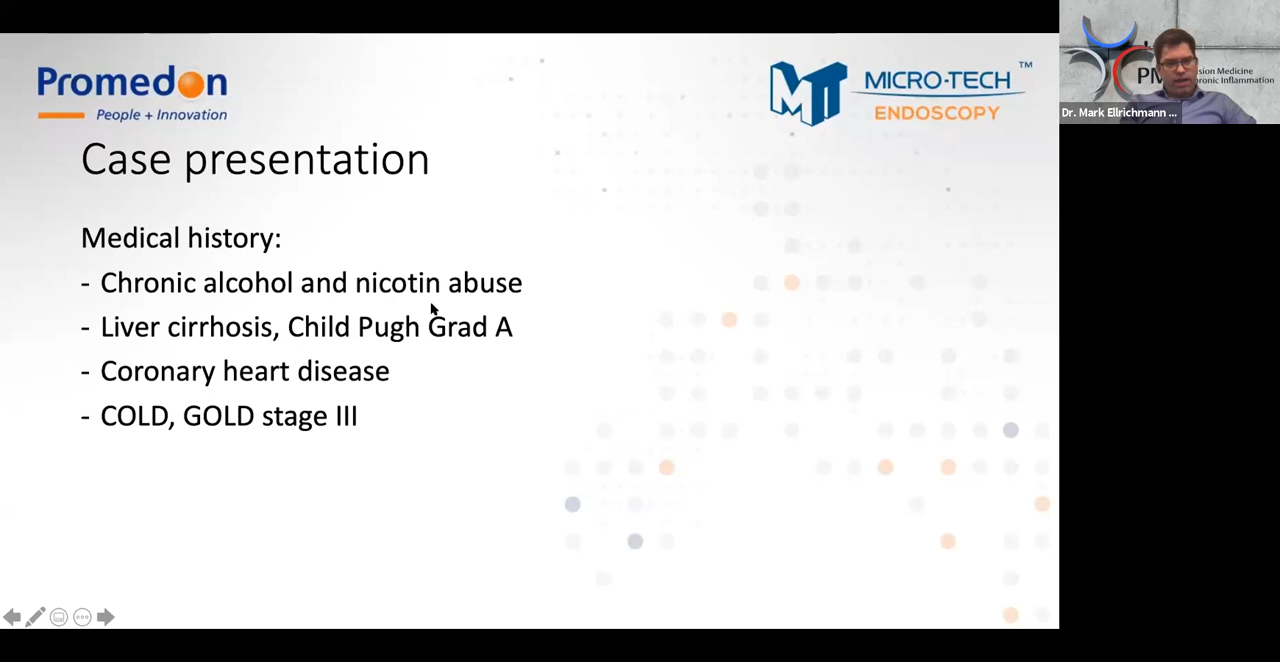 Promedon
People + Innovation
MICRO-TECH™
ENDOSCOPY
Case presentation
Medical history:
- Chronic alcohol and nicotin abuse
- Liver cirrhosis, Child Pugh Grad A
- Coronary heart disease
- COLD, GOLD stage III
Dr. Mark Ellrichmann ...